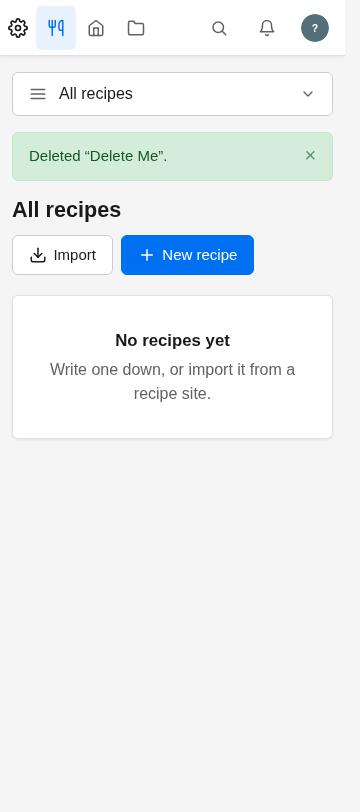 ?
All recipes
Deleted “Delete Me”.
All recipes
Import
New recipe
No recipes yet
Write one down, or import it from a
recipe site.